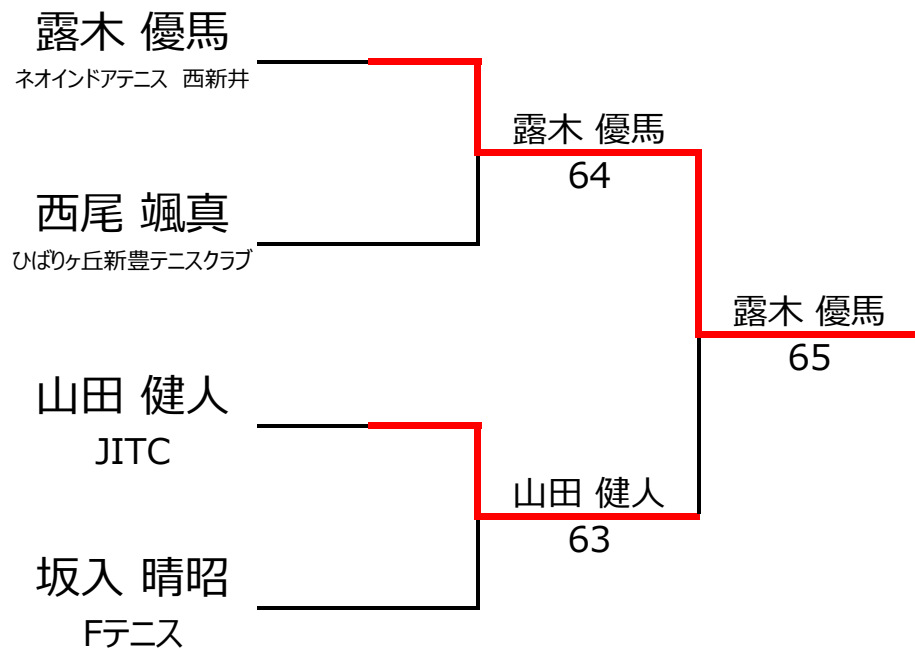 露木 優馬
ネオインドアテニス 西新井
露木 優馬
64
西尾 颯真
ひばりヶ丘新豊テニスクラブ
露木 優馬
65
山田 健人
JITC
山田 健人
63
坂入 晴昭
Fテニス